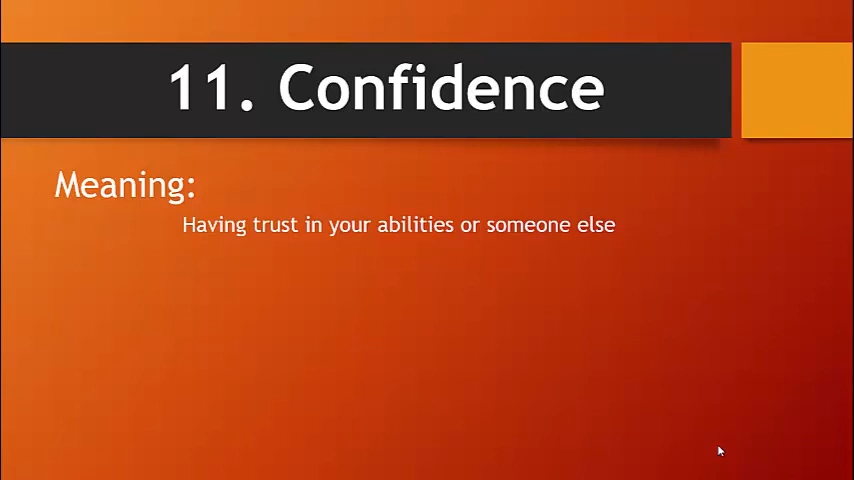 11. Confidence
Meaning:
Having trust in your abilities or someone else